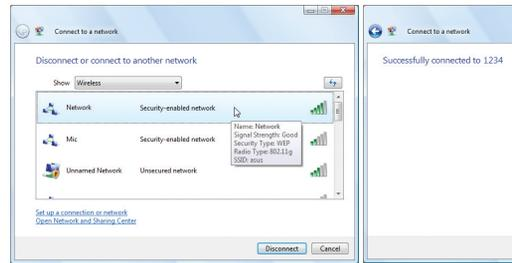 Connect to a network
Disconnect or connect to another network
Show Wireless
Network Security-enabled network
Name: Network
Signal Strength: Good
Security Type: WEP
Radio Type: 802.11g
SSID: asus
Mic Security-enabled network
Unnamed Network Unsecured network
Set up a connection or network
Open Network and Sharing Center
Disconnect Cancel
Connect to a network
Successfully connected to 1234